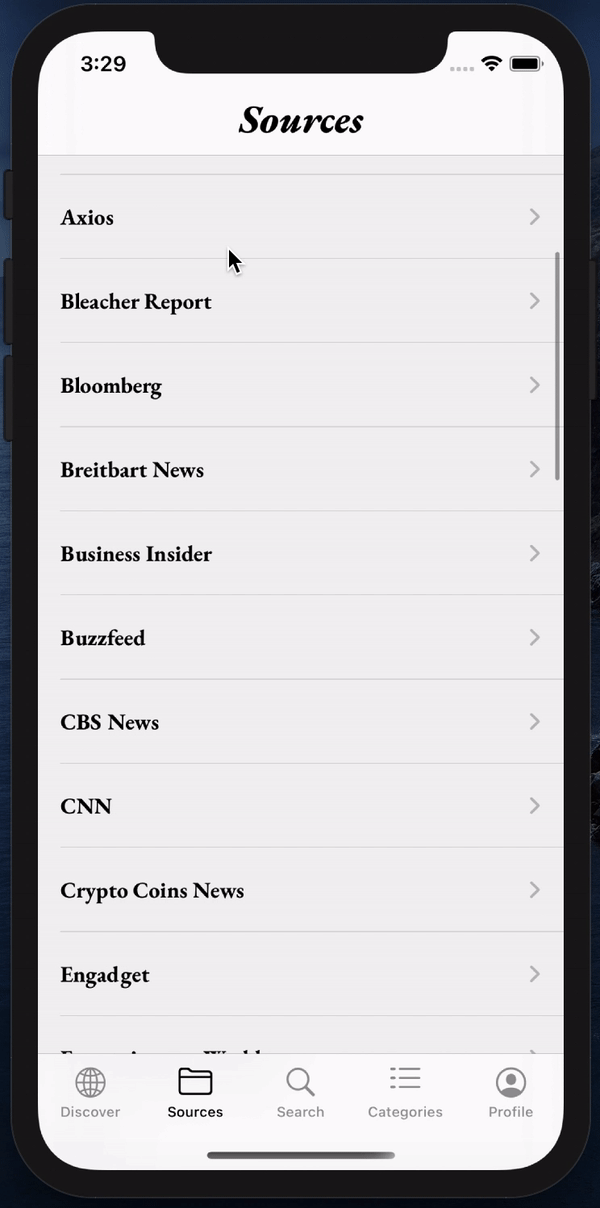 3:29
Sources
Axios
Bleacher Report
Bloomberg
Breitbart News
Business Insider
Buzzfeed
CBS News
CNN
Crypto Coins News
Engadget
Discover
Sources
Search
Categories
Profile